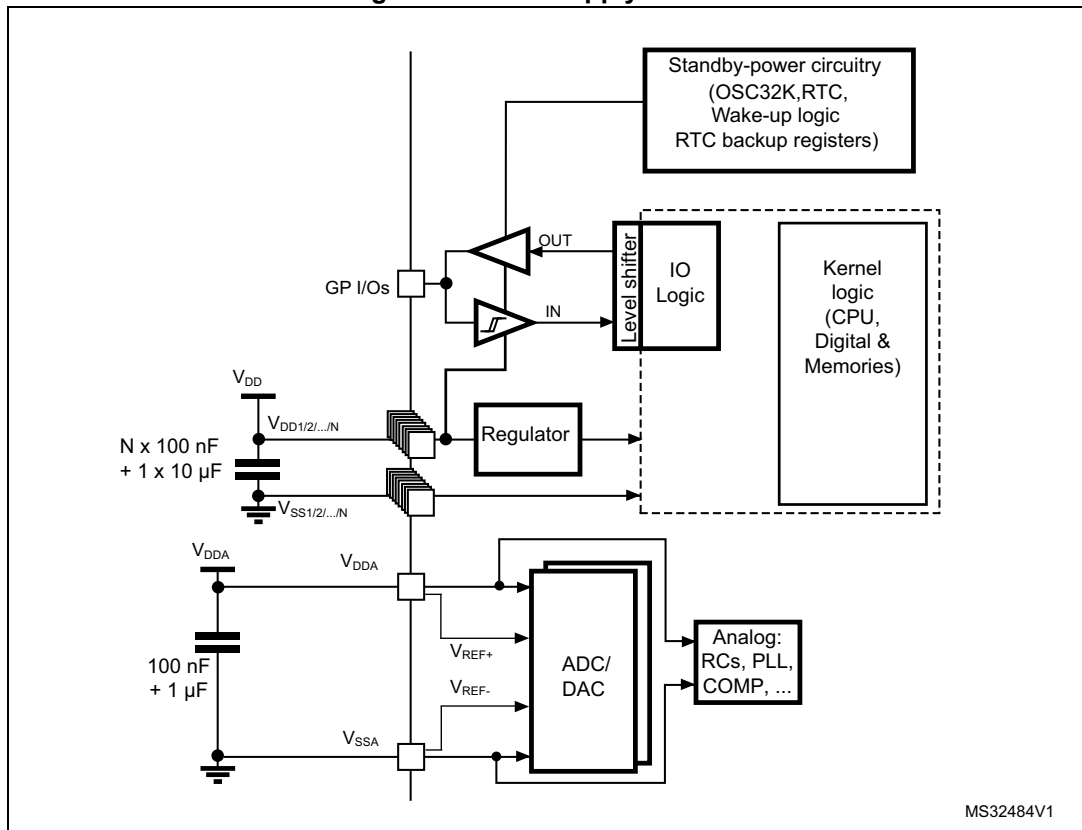 Standby-power circuitry
(OSC32K,RTC,
Wake-up logic
RTC backup registers)
OUT
Level shifter
IO
Logic
Kernel
logic
(CPU,
Digital &
Memories)
GP I/Os
IN
VDD
VDD1/2/.../N
Regulator
N x 100 nF
+ 1 x 10 µF
VSS1/2/.../N
VDDA
VDDA
VREF+
ADC/
DAC
Analog:
RCs, PLL,
COMP, ...
100 nF
+ 1 µF
VREF-
VSSA
MS32484V1